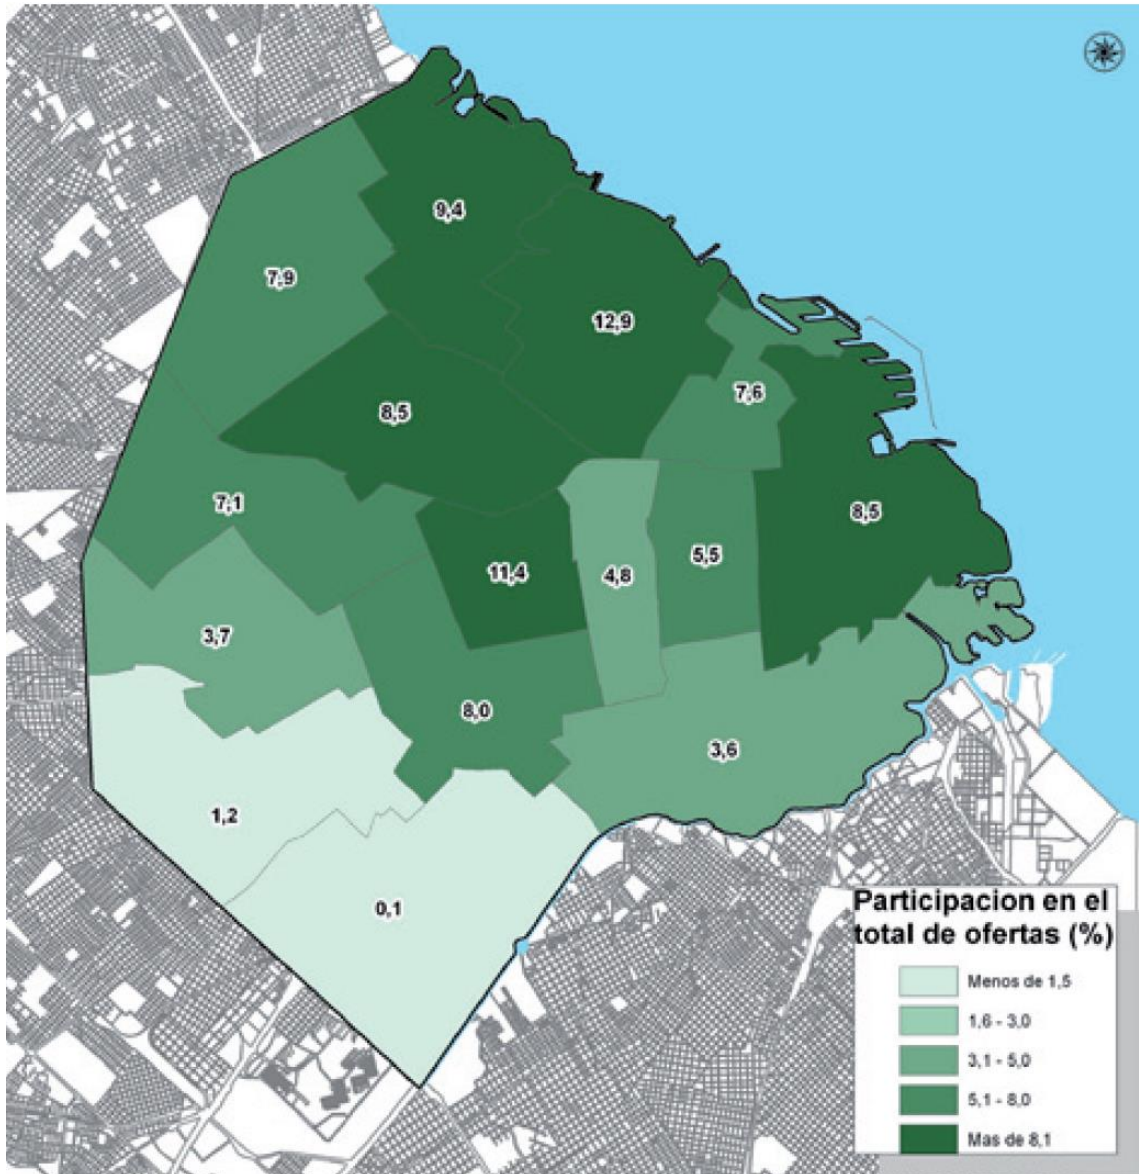 9,4
7,9
12,9
7,6
8,5
7,1
8,5
11,4
4,8
5,5
3,7
8,0
3,6
1,2
0,1
Participacion en el
total de ofertas (%)
Menos de 1,5
1,6 - 3,0
3,1 - 5,0
5,1 - 8,0
Mas de 8,1